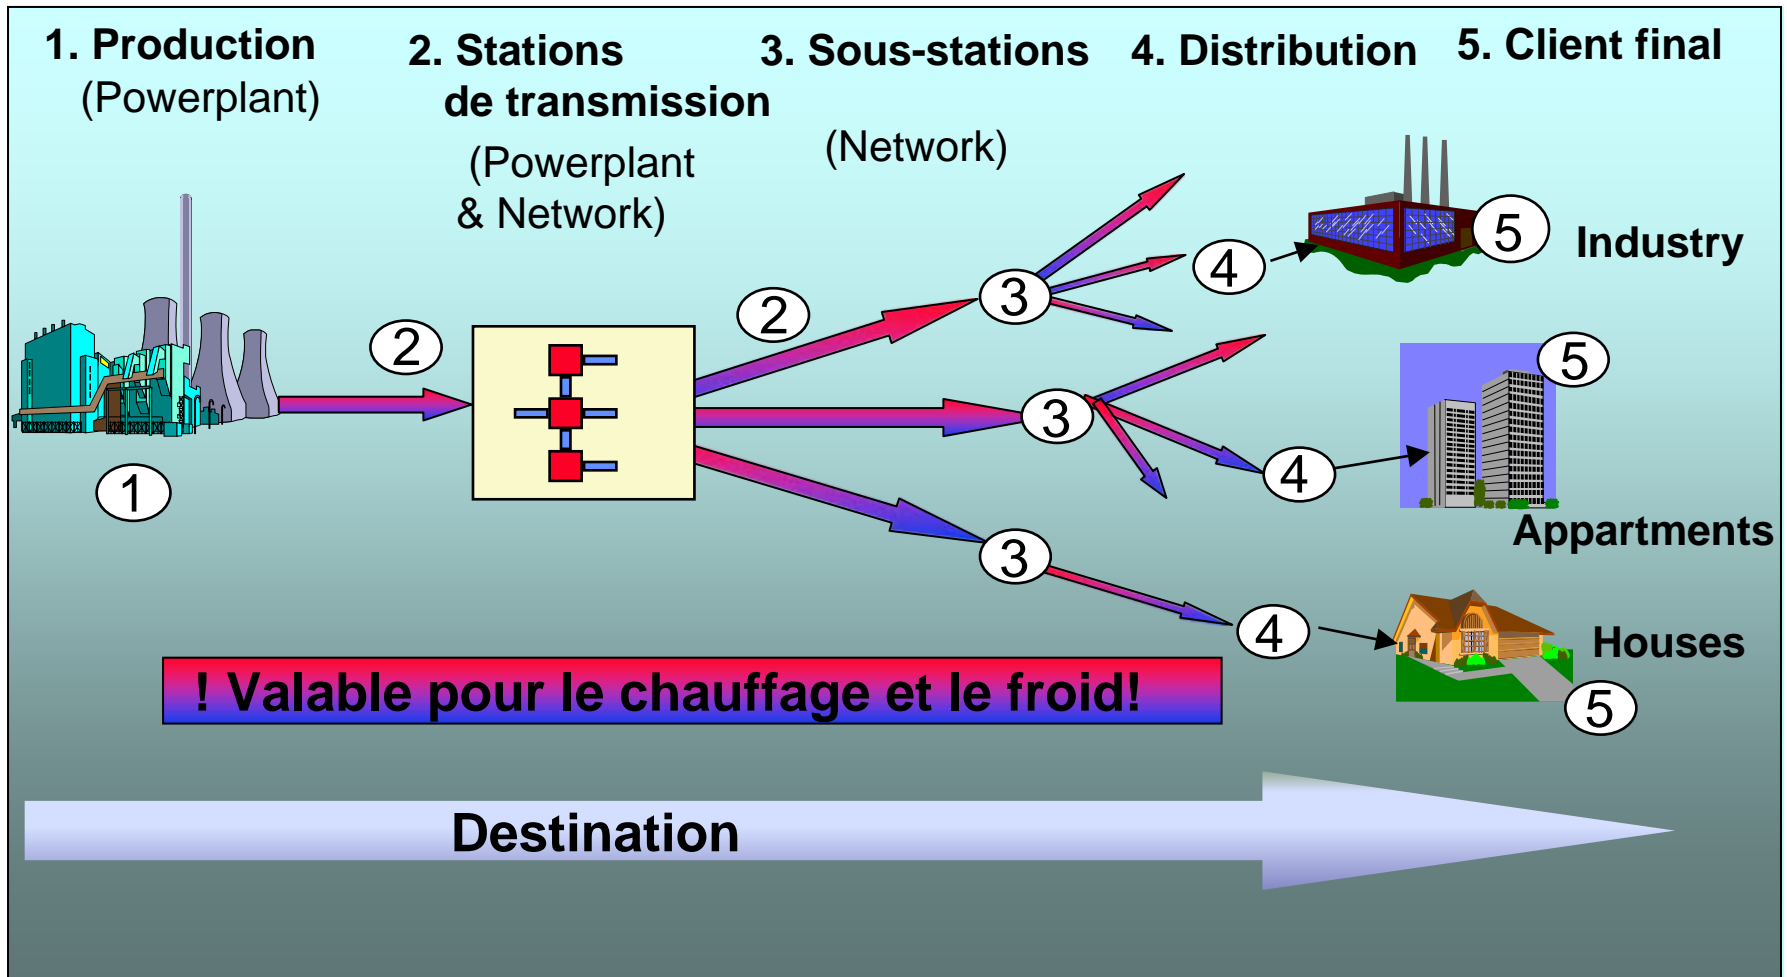 1. Production
(Powerplant)
2. Stations
de transmission
(Powerplant
& Network)
3. Sous-stations
(Network)
4. Distribution
5. Client final
1
2
2
3
3
3
4
4
4
5
Industry
5
Appartments
Houses
5
! Valable pour le chauffage et le froid!
Destination